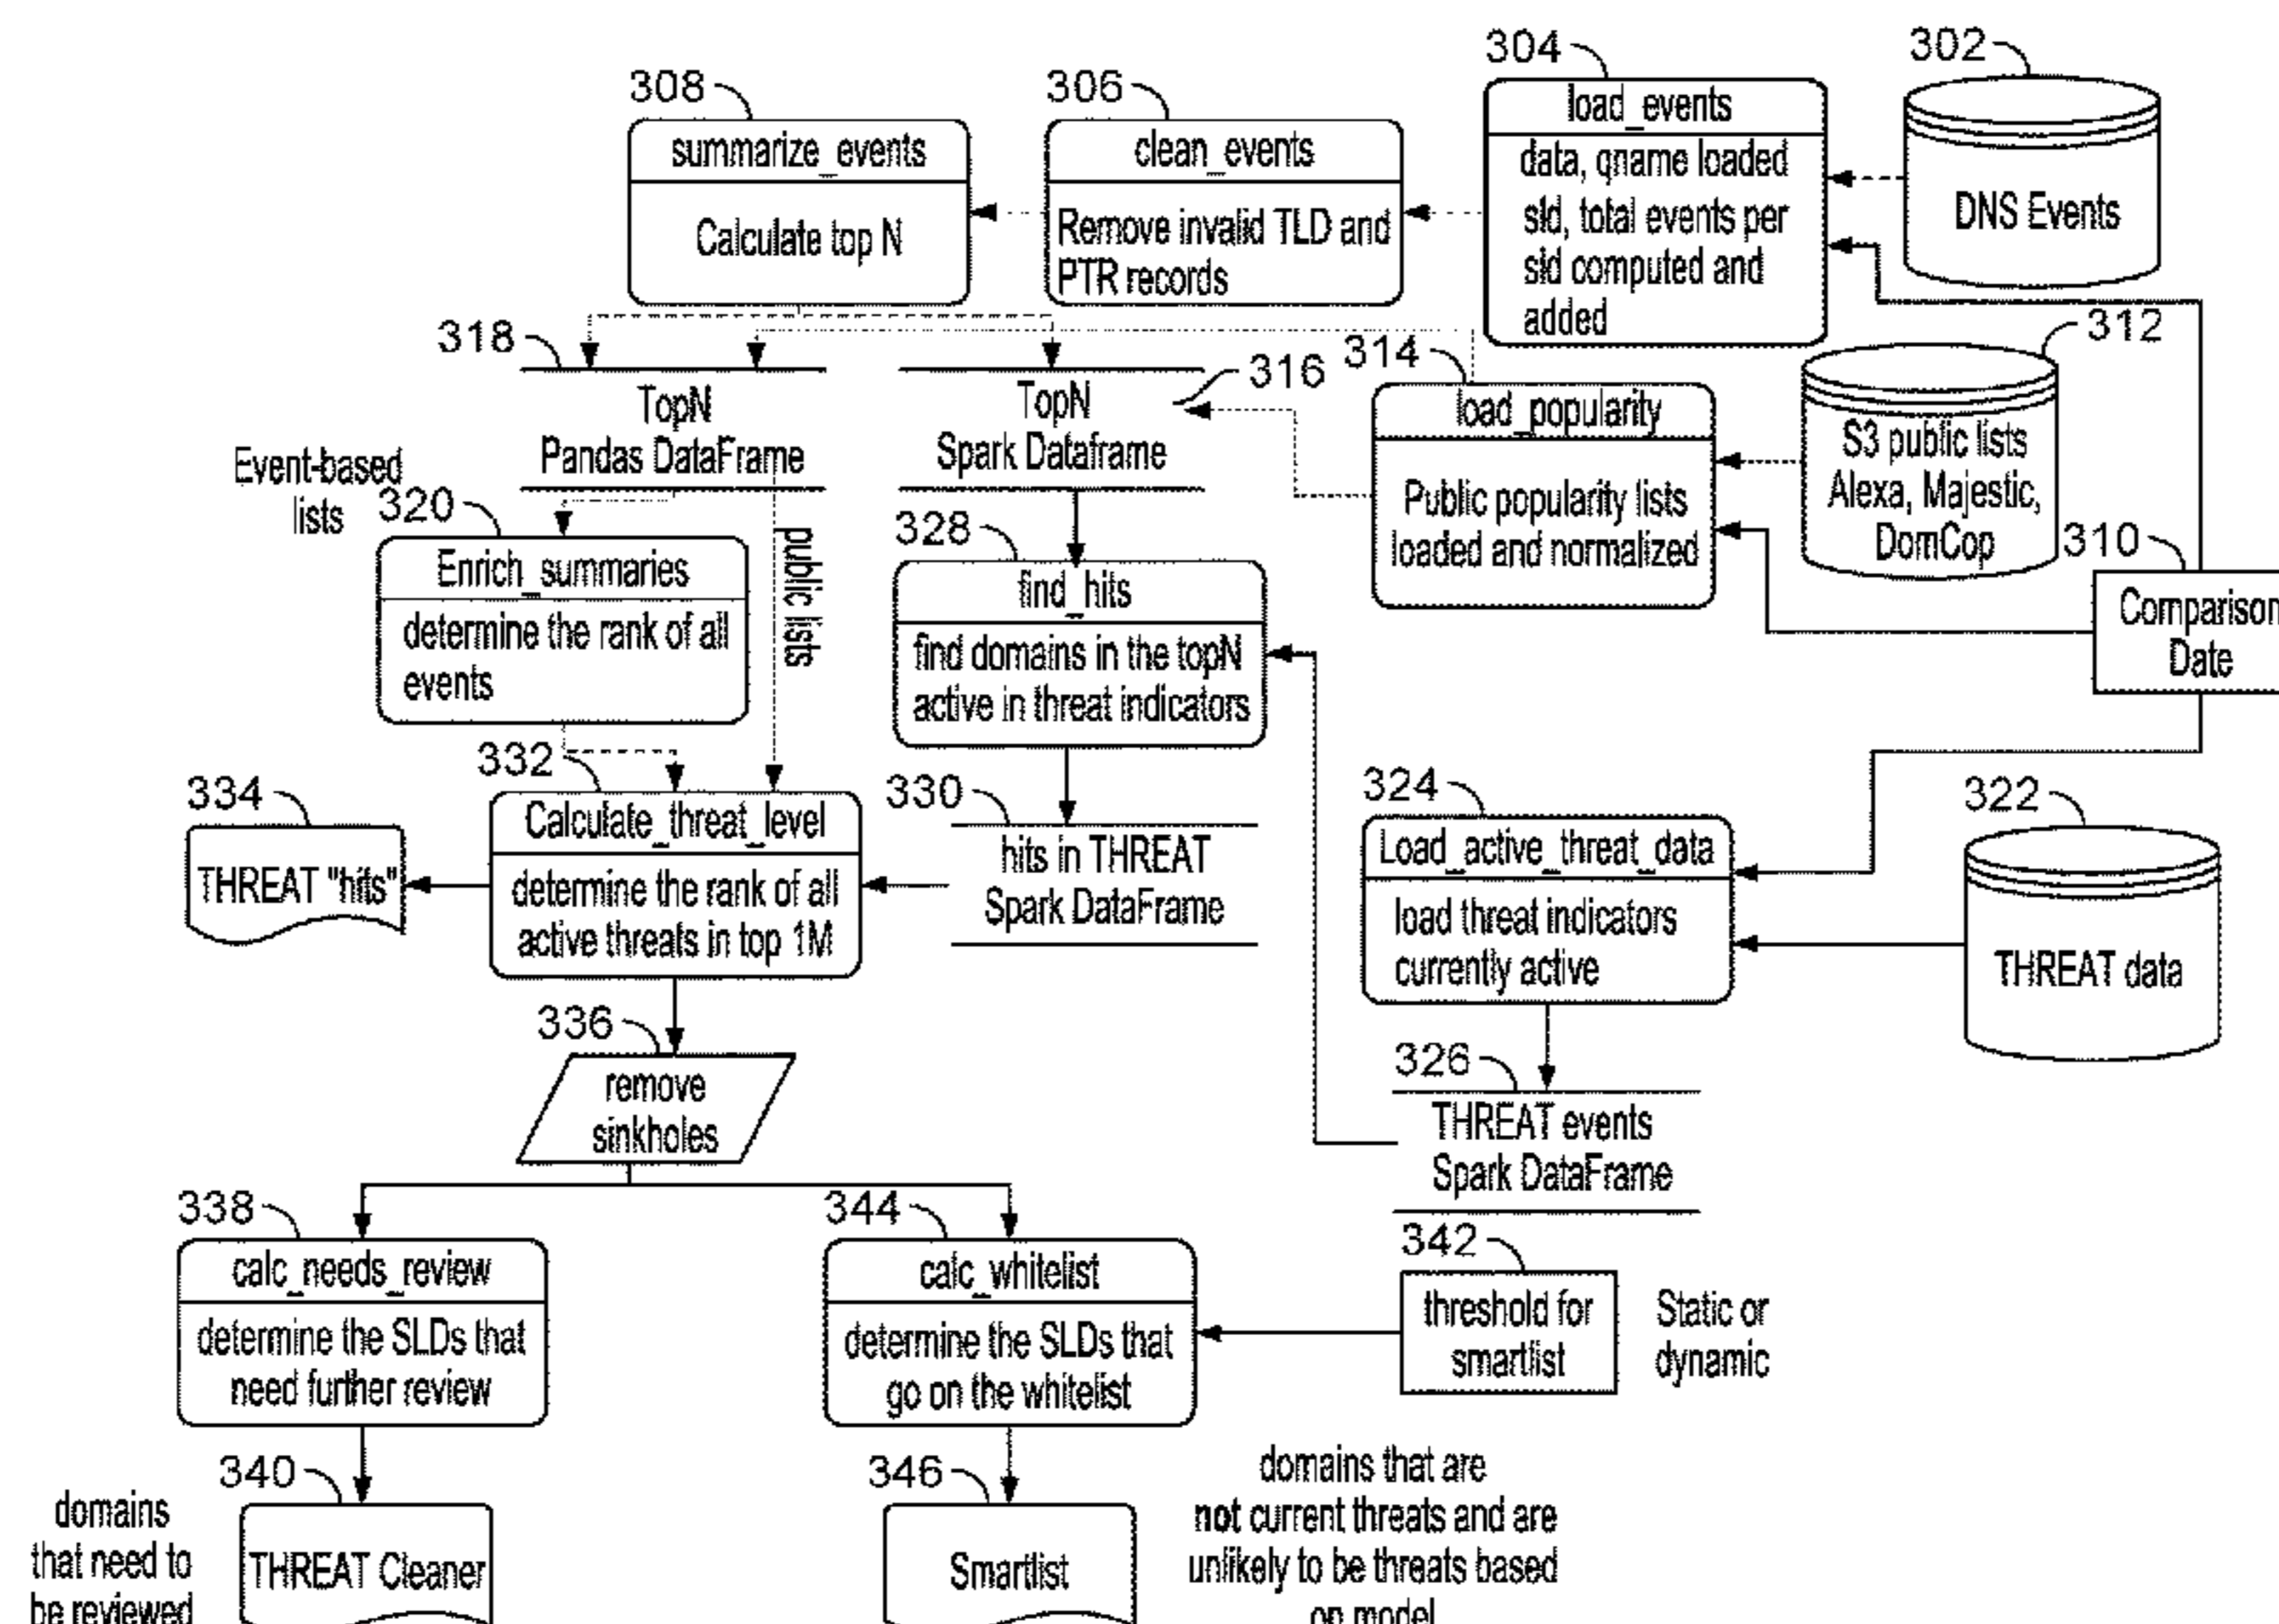 304
302
308
306
load_events
summarize_events
clean_events
data, qname loaded
sld, total events per
sld computed and
added
DNS Events
Calculate top N
Remove invalid TLD and
PTR records
318
314
312
316
TopN
Pandas DataFrame
TopN
Spark Dataframe
load_popularity
Public popularity lists
loaded and normalized
S3 public lists
Alexa, Majestic,
DomCop
Event-based
lists
320
public lists
328
310
Enrich_summaries
determine the rank of all
events
find_hits
find domains in the topN
active in threat indicators
Comparison
Date
332
334
330
324
322
Calculate_threat_level
determine the rank of all
active threats in top 1M
THREAT "hits"
hits in THREAT
Spark DataFrame
Load_active_threat_data
load threat indicators
currently active
THREAT data
336
remove
sinkholes
326
THREAT events
Spark DataFrame
338
344
342
calc_needs_review
determine the SLDs that
need further review
calc_whitelist
determine the SLDs that
go on the whitelist
threshold for
smartlist
Static or
dynamic
340
346
domains
that need to
be reviewed
THREAT Cleaner
Smartlist
domains that are
not current threats and are
unlikely to be threats based
on model